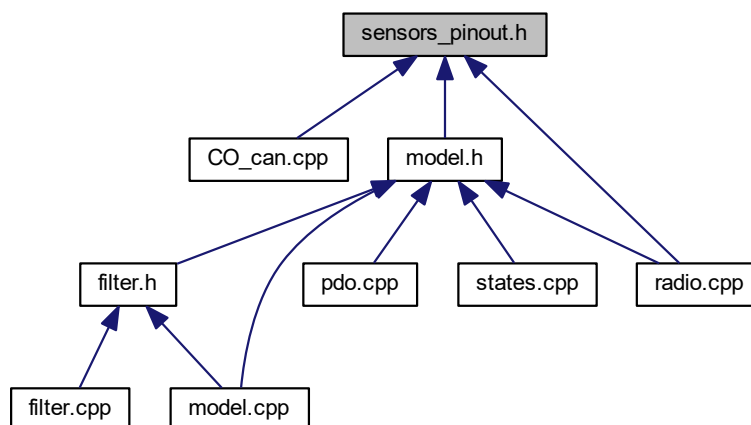 sensors_pinout.h
CO_can.cpp
model.h
filter.h
pdo.cpp
states.cpp
radio.cpp
filter.cpp
model.cpp